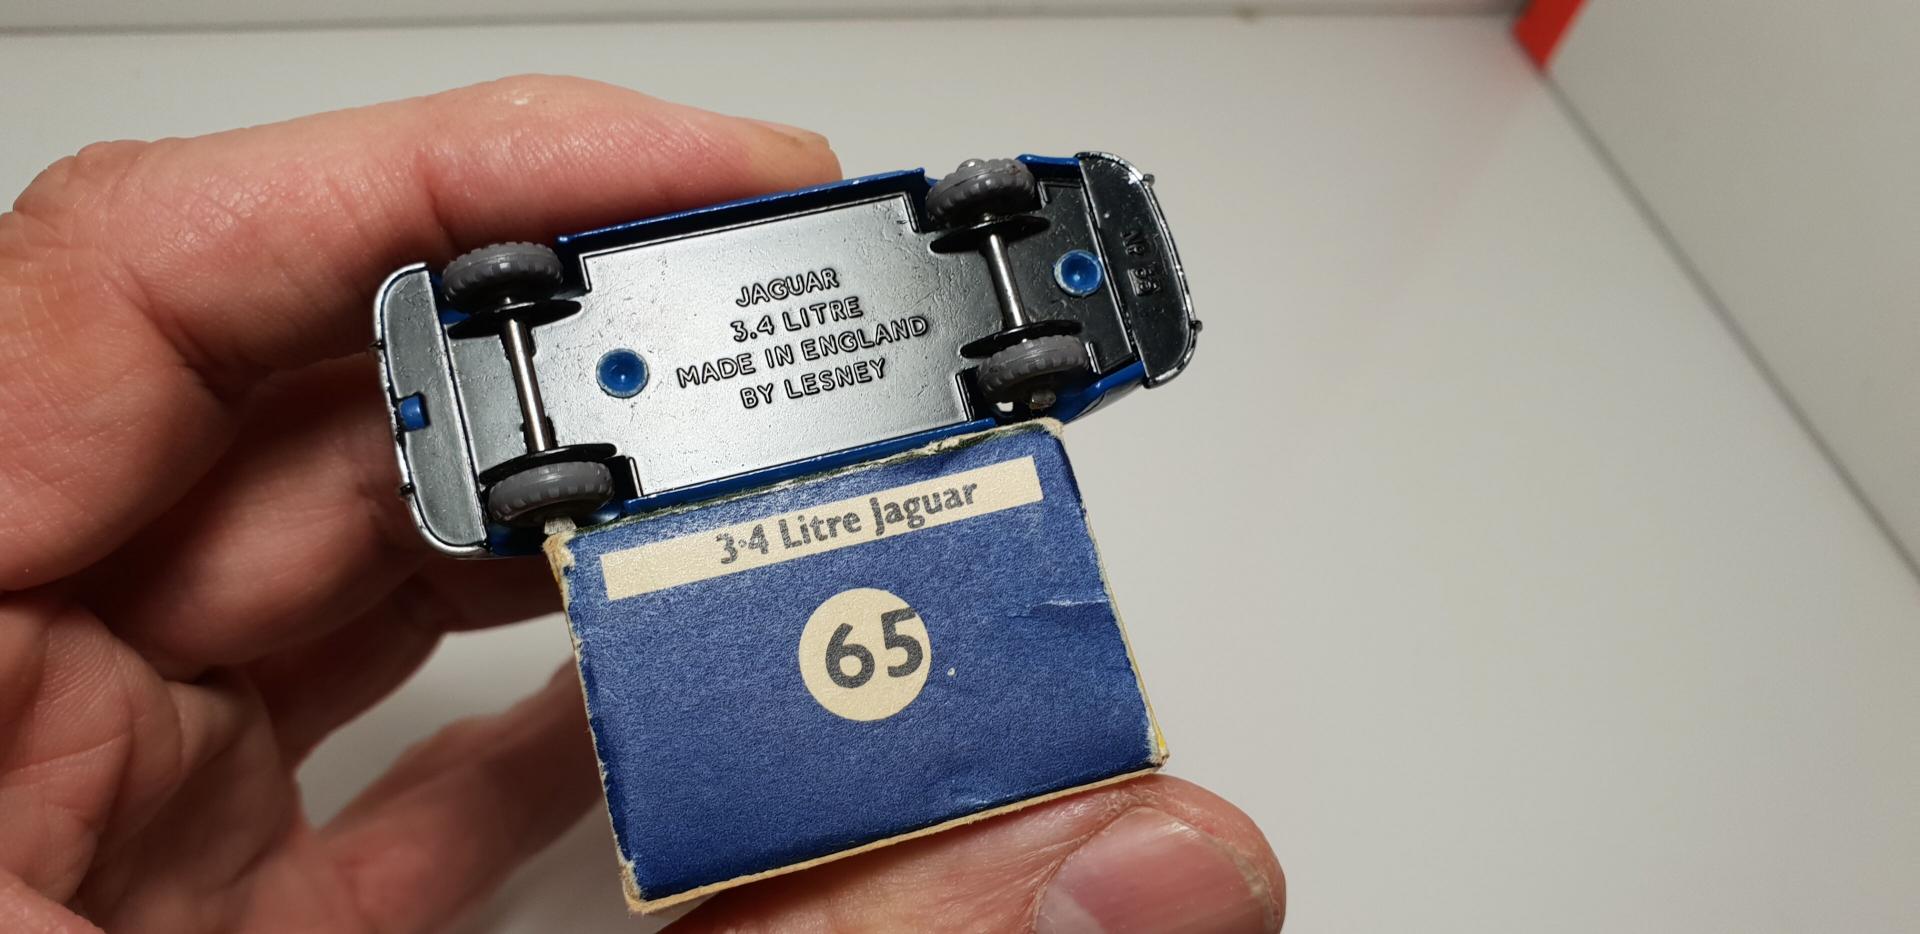 JAGUAR
3.4 LITRE
MADE IN ENGLAND
BY LESNEY
3·4 Litre Jaguar
65